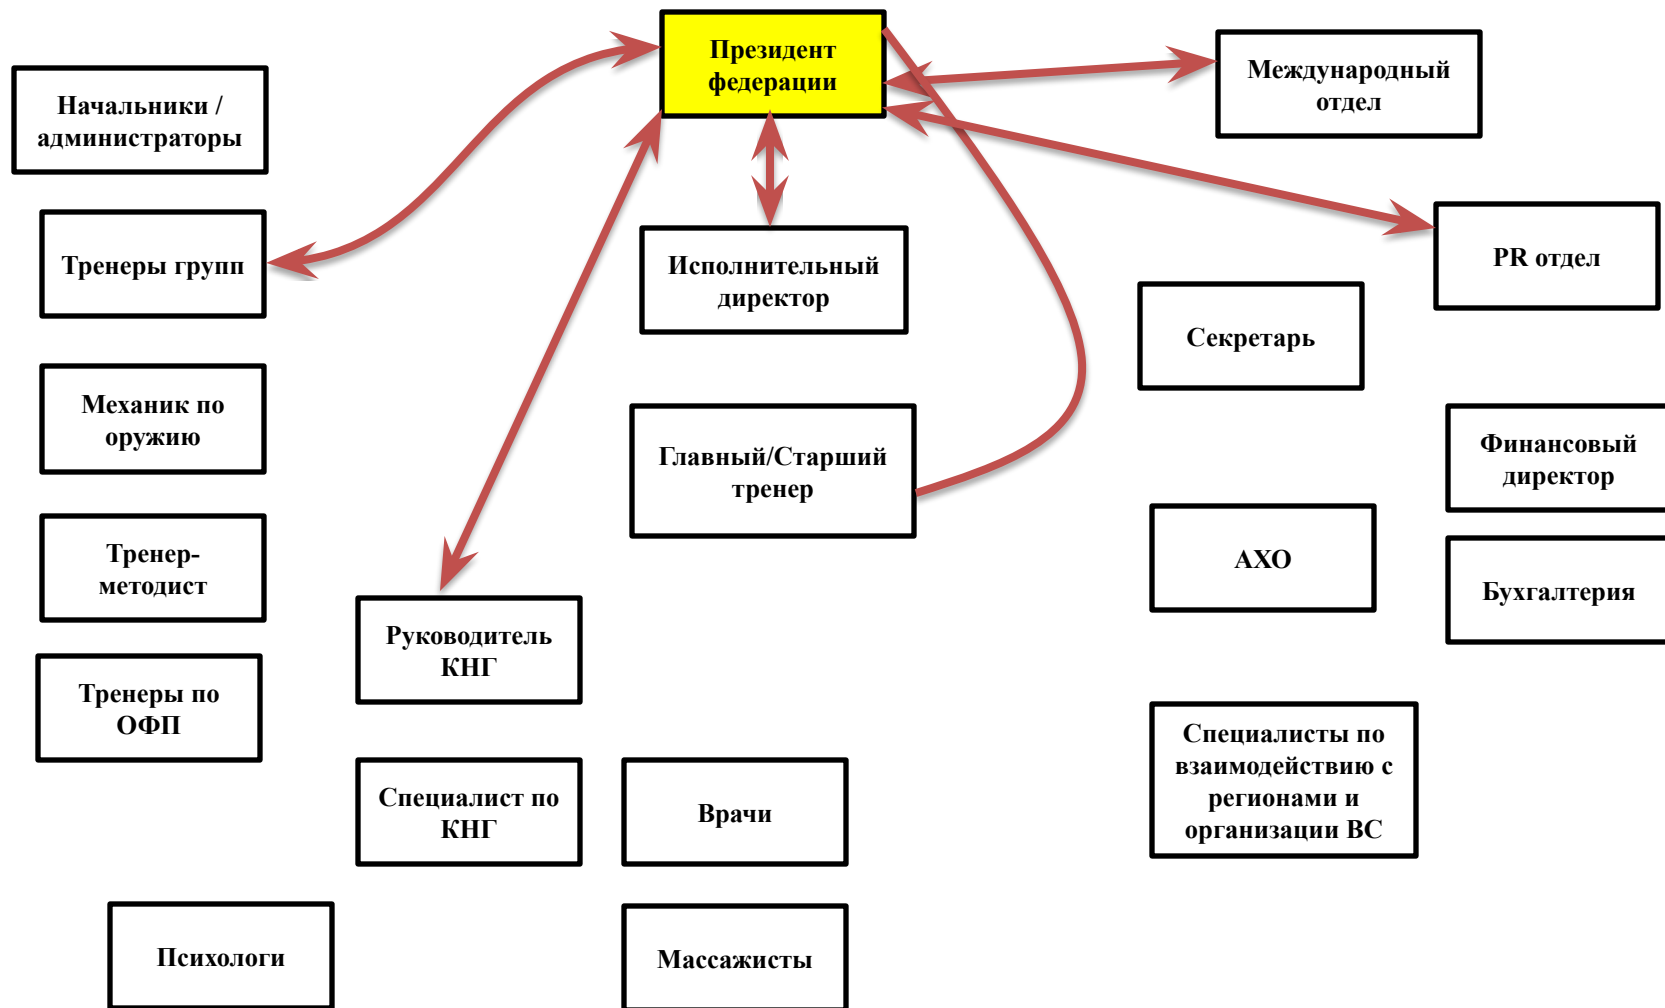 Президент
федерации
Международный
отдел
Начальники /
администраторы
Тренеры групп
Исполнительный
директор
PR отдел
Секретарь
Механик по
оружию
Главный/Старший
тренер
Финансовый
директор
Тренер-
методист
АХО
Бухгалтерия
Руководитель
КНГ
Тренеры по
ОФП
Специалисты по
взаимодействию с
регионами и
организации ВС
Специалист по
КНГ
Врачи
Психологи
Массажисты